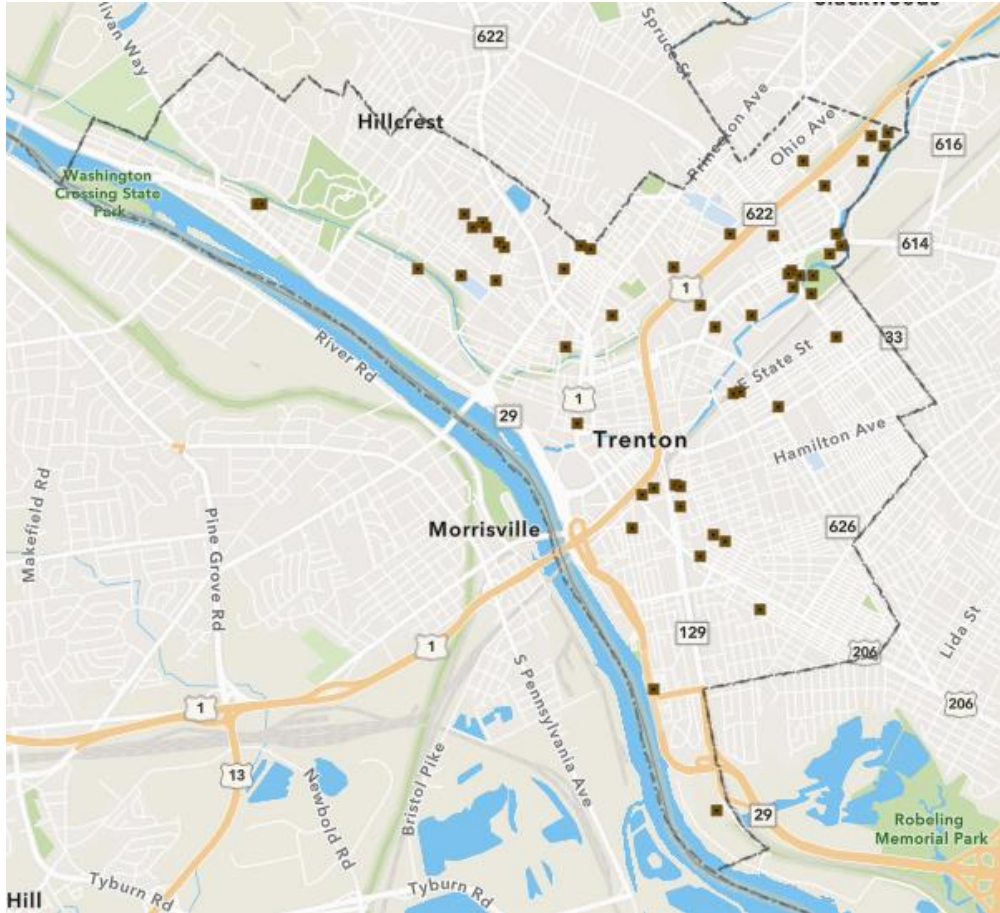 622
Spruce St
Hillcrest
Princeton Ave
Ohio Ave
616
Washington
Crossing State
Park
622
614
1
River Rd
33
E State St
1
29
Trenton
Hamilton Ave
Makefield Rd
Pine Grove Rd
Morrisville
626
Lida St
1
129
206
206
1
S Pennsylvania Ave
13
Newbold Rd
Bristol Pike
29
Robeling
Memorial Park
Hill
Tyburn Rd
Tyburn Rd